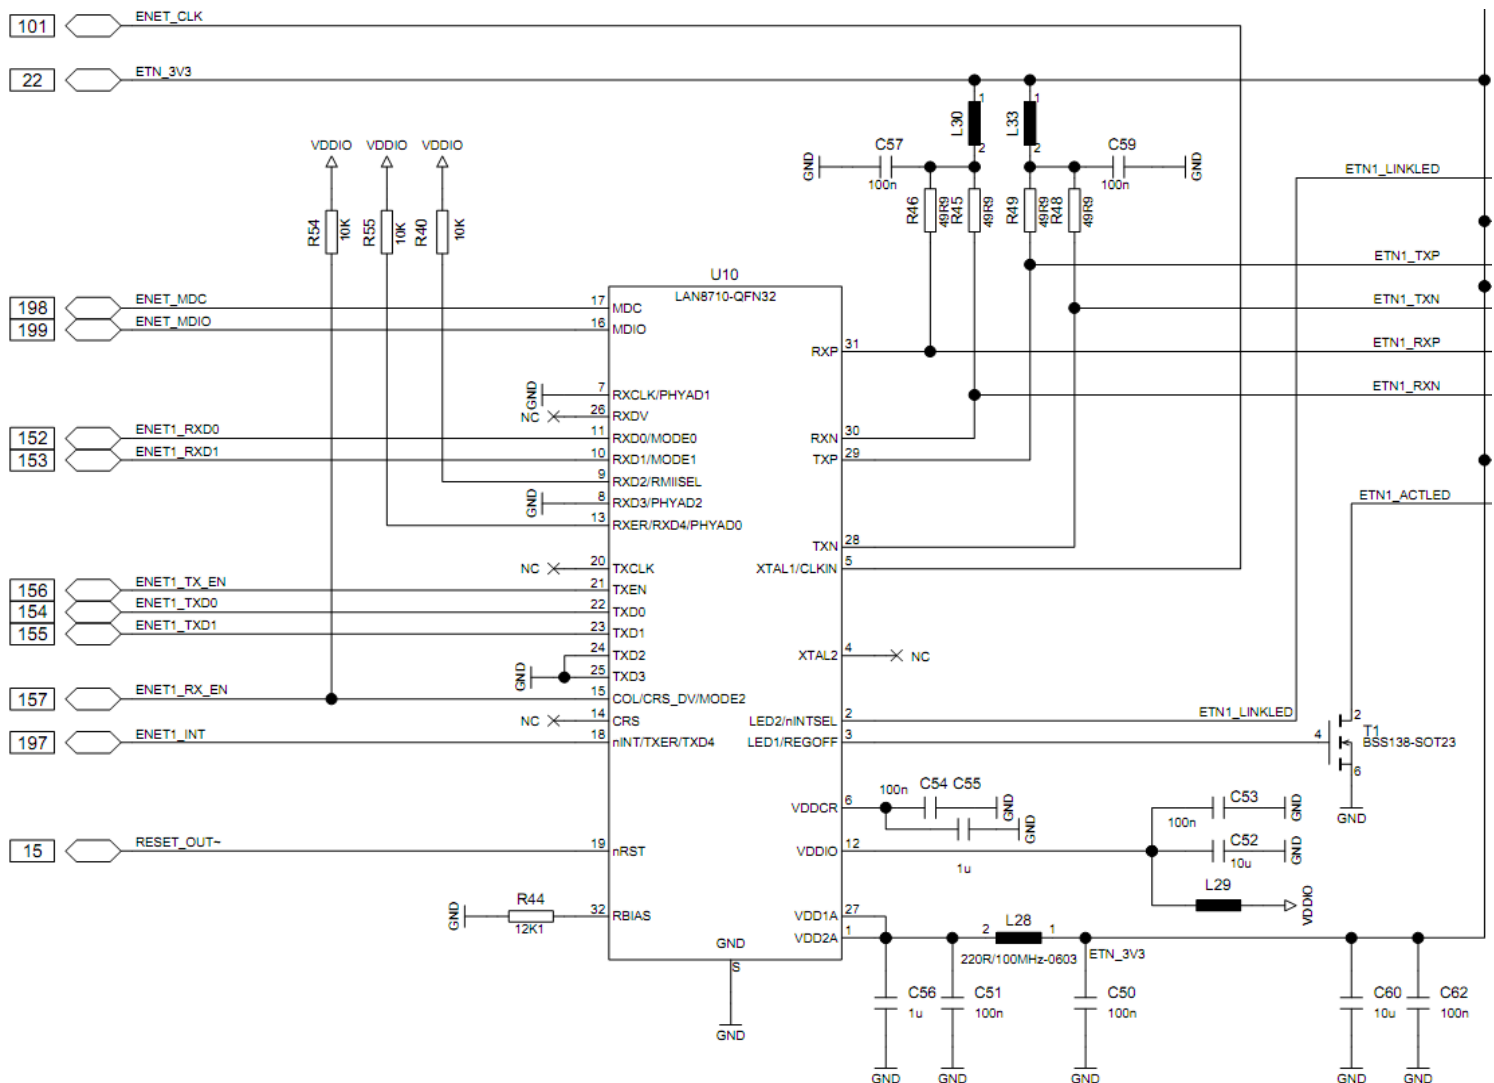 101 ENET_CLK
22 ETN_3V3
VDDIO VDDIO VDDIO
R54 10K R55 10K R40 10K
L30 1 2
L33 1 2
GND C57 100n
C59 100n GND
R46 49R9 R45 49R9 R49 49R9 R48 49R9
ETN1_LINKLED
ETN1_TXP
ETN1_TXN
ETN1_RXP
ETN1_RXN
ETN1_ACTLED
U10
LAN8710-QFN32
198 ENET_MDC 17 MDC
199 ENET_MDIO 16 MDIO
RXP 31
GND 7 RXCLK/PHYAD1
NC 26 RXDV
152 ENET1_RXD0 11 RXD0/MODE0
RXN 30
153 ENET1_RXD1 10 RXD1/MODE1
TXP 29
9 RXD2/RMIISEL
GND 8 RXD3/PHYAD2
13 RXER/RXD4/PHYAD0
TXN 28
NC 20 TXCLK
XTAL1/CLKIN 5
156 ENET1_TX_EN 21 TXEN
154 ENET1_TXD0 22 TXD0
155 ENET1_TXD1 23 TXD1
24 TXD2
XTAL2 4 NC
GND 25 TXD3
157 ENET1_RX_EN 15 COL/CRS_DV/MODE2
NC 14 CRS
LED2/nINTSEL 2 ETN1_LINKLED
197 ENET1_INT 18 nINT/TXER/TXD4
LED1/REGOFF 3
4 2 T1 BSS138-SOT23 6
GND
VDDCR 6 100n C54 C55 GND GND 1u
15 RESET_OUT~ 19 nRST
VDDIO 12
C53 100n GND
C52 10u GND
L29 VDDIO
GND R44 12K1 32 RBIAS
VDD1A 27
VDD2A 1
GND
S
GND
2 L28 1
220R/100MHz-0603 ETN_3V3
C56 1u
C51 100n
C50 100n
C60 10u
C62 100n
GND GND GND GND GND